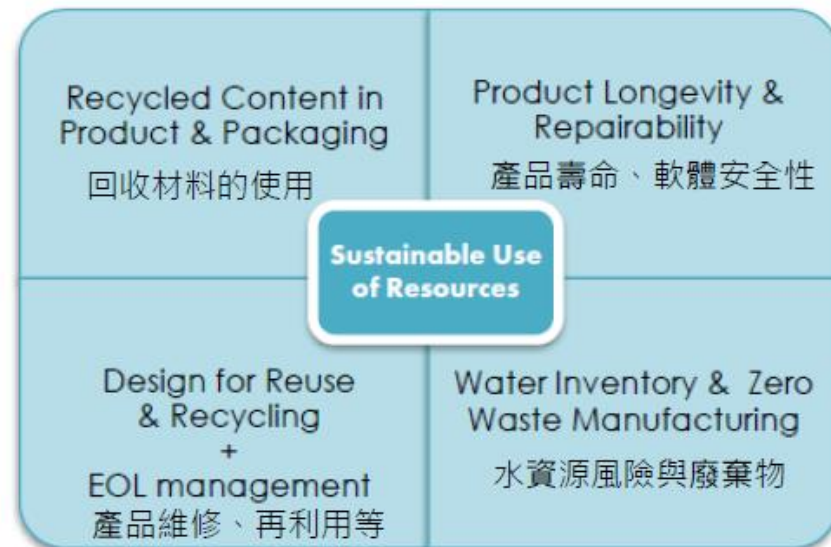 Recycled Content in
Product & Packaging
回收材料的使用
Product Longevity &
Repairability
產品壽命、軟體安全性
Sustainable Use
of Resources
Design for Reuse
& Recycling
+
EOL management
產品維修、再利用等
Water Inventory & Zero
Waste Manufacturing
水資源風險與廢棄物